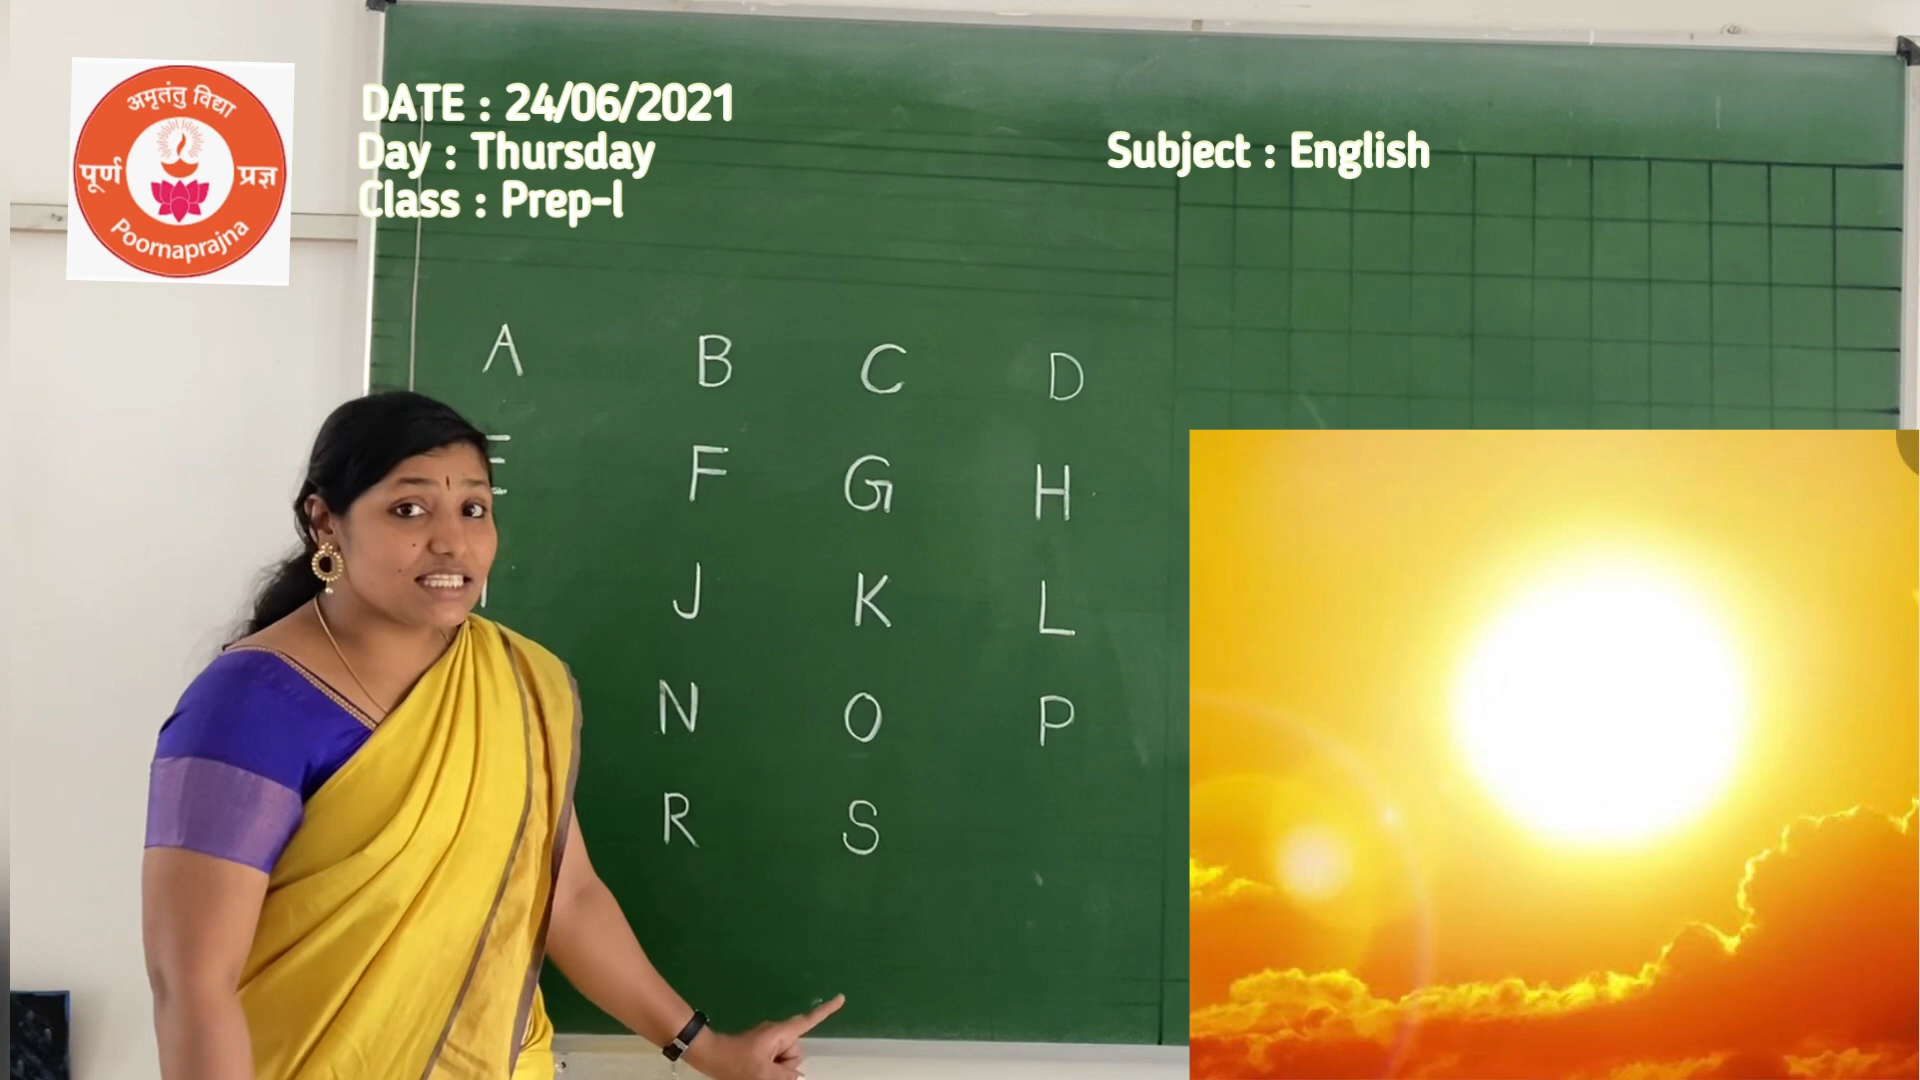 अमृतंतु विद्या
पूर्ण प्रज्ञ
Poornaprajna
DATE : 24/06/2021
Day : Thursday
Class : Prep-l
Subject : English
A B C D
E F G H
J K L
N O P
R S